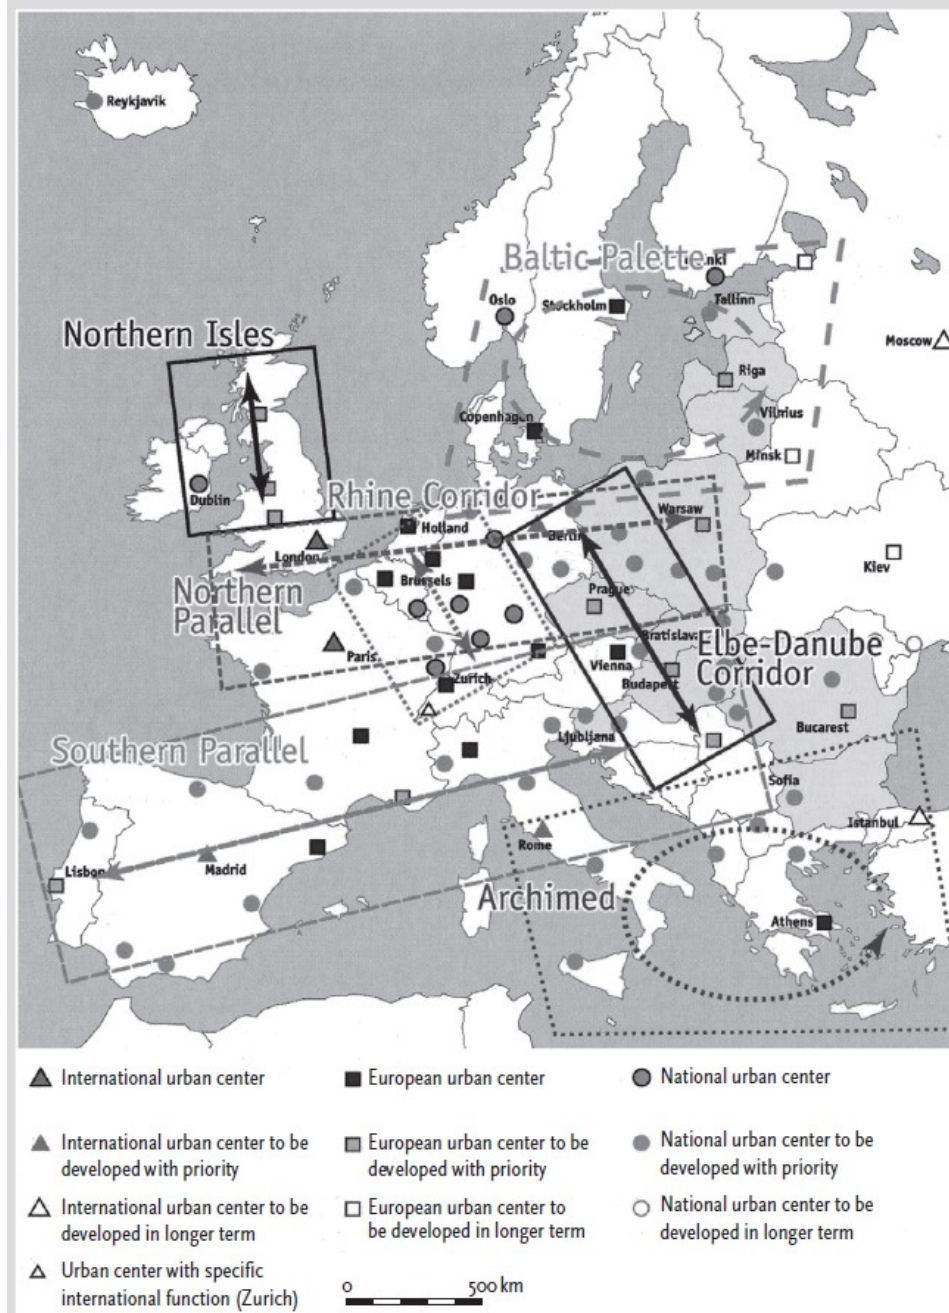 Reykjavik
Baltic Palette
nki
Oslo
Stockholm
Tallinn
Northern Isles
Moscow
Riga
Copenhagen
Vilnius
Minsk
Rhine Corridor
Dublin
Holland
Warsaw
London
Berlin
Kiev
Northern
Parallel
Brussels
Prague
Bratislav
Elbe-Danube
Corridor
Paris
Vienna
Zurich
Budapest
Southern Parallel
Ljubljana
Bucarest
Sofia
Istanbul
Lisbon
Madrid
Rome
Archimed
Athens
International urban center
European urban center
National urban center
International urban center to be
developed with priority
European urban center to be
developed with priority
National urban center to be
developed with priority
International urban center to be
developed in longer term
European urban center to
be developed in longer term
National urban center to be
developed in longer term
Urban center with specific
international function (Zurich)
0 500 km